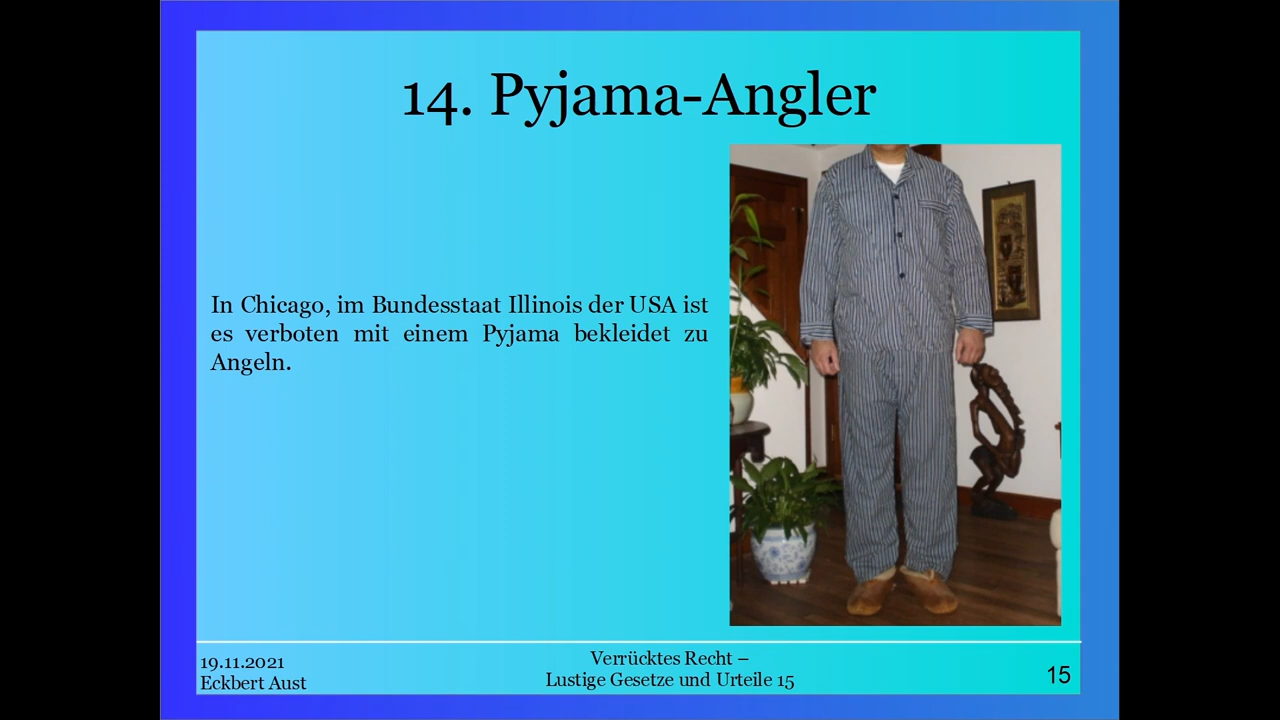 14. Pyjama-Angler
In Chicago, im Bundesstaat Illinois der USA ist
es verboten mit einem Pyjama bekleidet zu
Angeln.
19.11.2021
Eckbert Aust
Verrücktes Recht –
Lustige Gesetze und Urteile 15
15